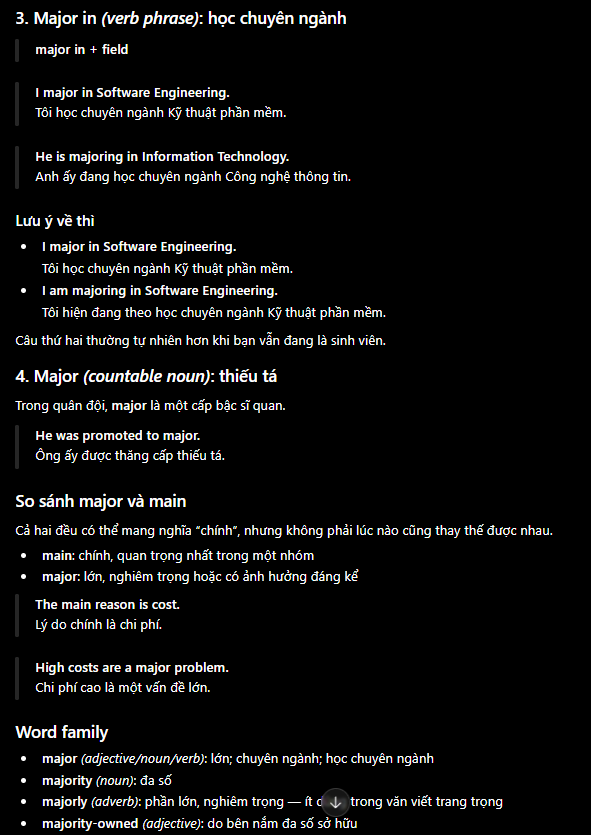 3. Major in (verb phrase): học chuyên ngành
major in + field
I major in Software Engineering.
Tôi học chuyên ngành Kỹ thuật phần mềm.
He is majoring in Information Technology.
Anh ấy đang học chuyên ngành Công nghệ thông tin.
Lưu ý về thì
• I major in Software Engineering.
Tôi học chuyên ngành Kỹ thuật phần mềm.
• I am majoring in Software Engineering.
Tôi hiện đang theo học chuyên ngành Kỹ thuật phần mềm.
Câu thứ hai thường tự nhiên hơn khi bạn vẫn đang là sinh viên.
4. Major (countable noun): thiếu tá
Trong quân đội, major là một cấp bậc sĩ quan.
He was promoted to major.
Ông ấy được thăng cấp thiếu tá.
So sánh major và main
Cả hai đều có thể mang nghĩa “chính”, nhưng không phải lúc nào cũng thay thế được nhau.
• main: chính, quan trọng nhất trong một nhóm
• major: lớn, nghiêm trọng hoặc có ảnh hưởng đáng kể
The main reason is cost.
Lý do chính là chi phí.
High costs are a major problem.
Chi phí cao là một vấn đề lớn.
Word family
• major (adjective/noun/verb): lớn; chuyên ngành; học chuyên ngành
• majority (noun): đa số
• majorly (adverb): phần lớn, nghiêm trọng — ít trong văn viết trang trọng
• majority-owned (adjective): do bên nắm đa số sở hữu